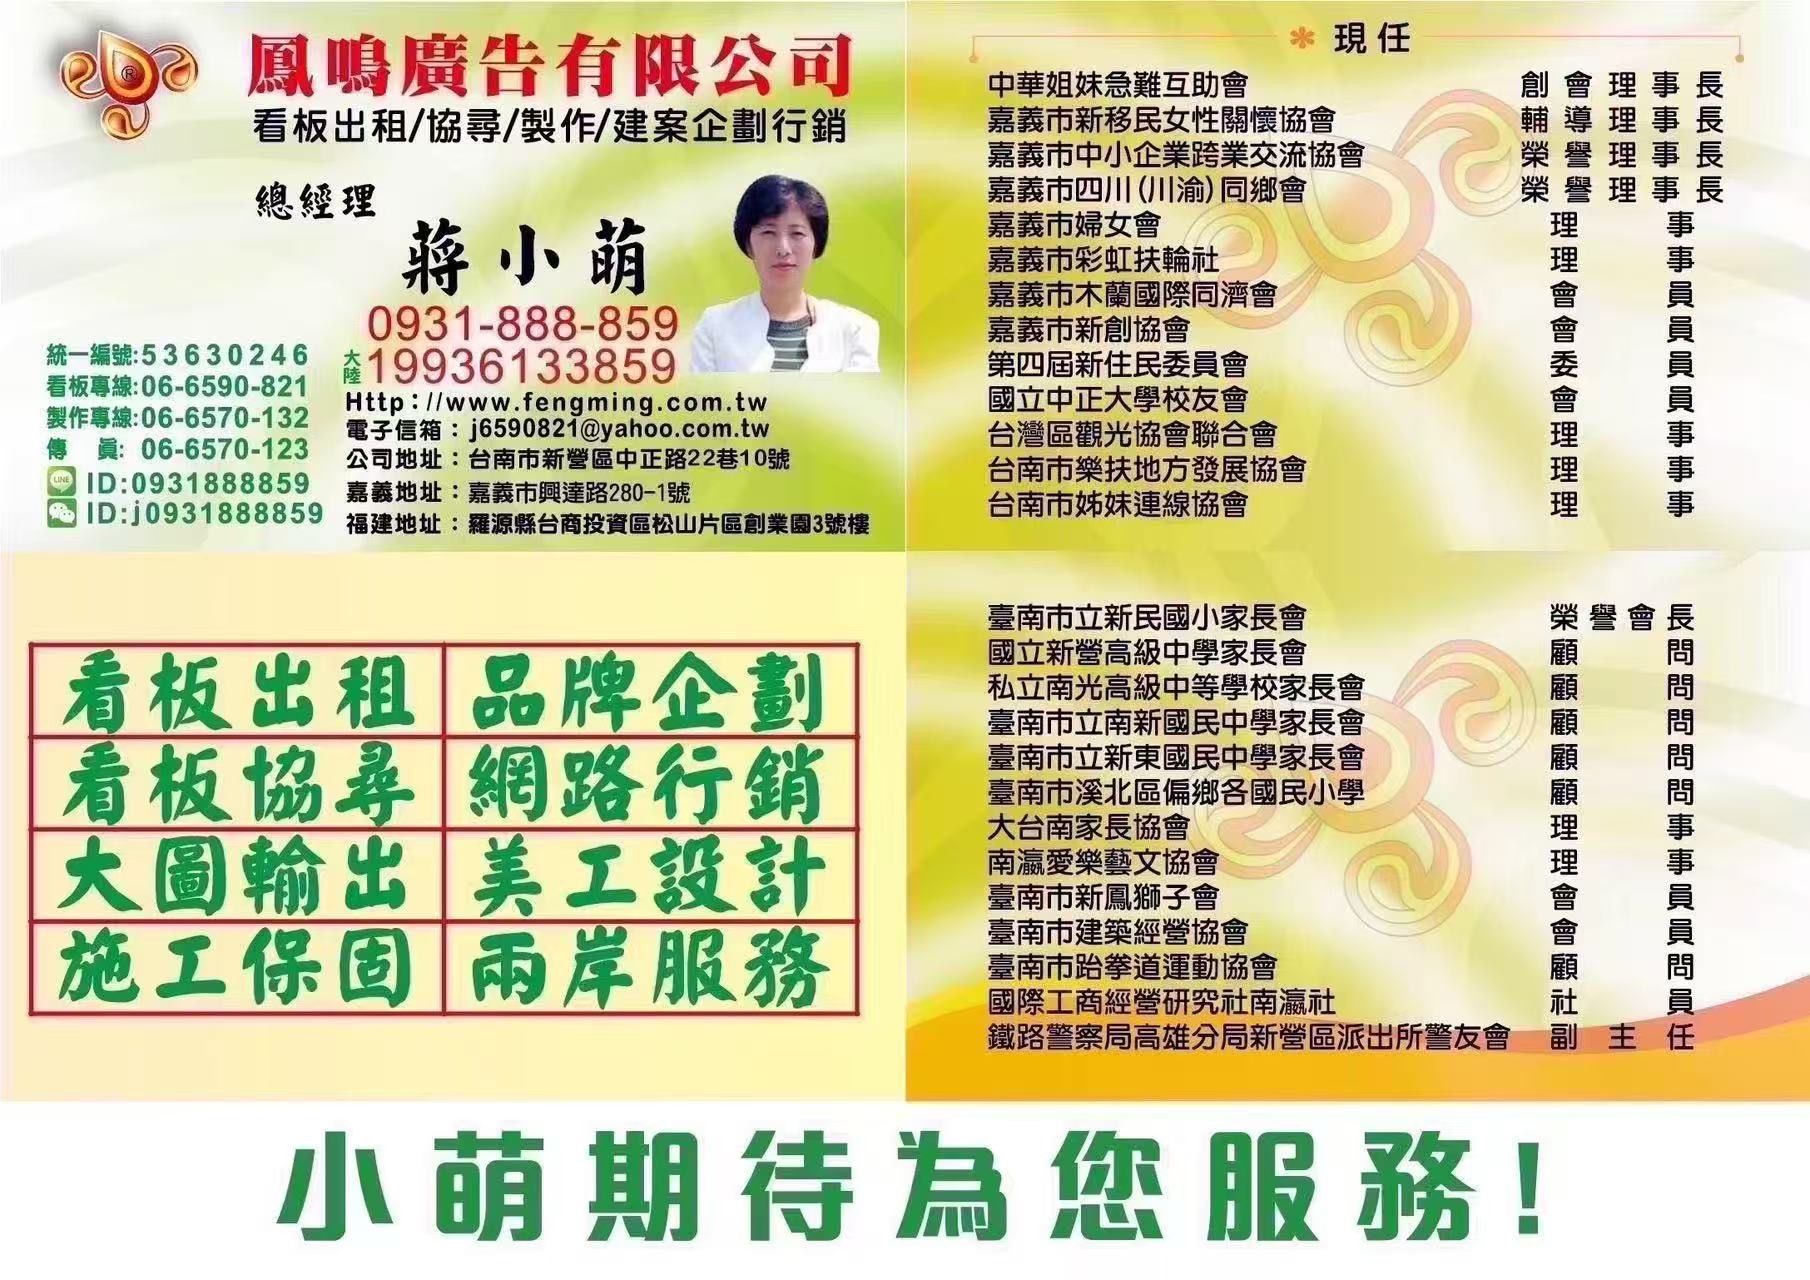 ®
鳳鳴廣告有限公司
看板出租/協尋/製作/建案企劃行銷
總經理
蔣小萌
0931-888-859
大陸19936133859
統一編號:53630246
看板專線:06-6590-821
製作專線:06-6570-132
傳 真: 06-6570-123
LINE ID:0931888859
ID:j0931888859
Http://www.fengming.com.tw
電子信箱：j6590821@yahoo.com.tw
公司地址：台南市新營區中正路22巷10號
嘉義地址：嘉義市興達路280-1號
福建地址：羅源縣台商投資區松山片區創業園3號樓
現任
中華姐妹急難互助會 創會理事長
嘉義市新移民女性關懷協會 輔導理事長
嘉義市中小企業跨業交流協會 榮譽理事長
嘉義市四川(川渝)同鄉會 榮譽理事長
嘉義市婦女會 理事
嘉義市彩虹扶輪社 理事
嘉義市木蘭國際同濟會 會員
嘉義市新創協會 會員
第四屆新住民委員會 委員
國立中正大學校友會 會員
台灣區觀光協會聯合會 理事
台南市樂扶地方發展協會 理事
台南市姊妹連線協會 理事
看板出租 品牌企劃
看板協尋 網路行銷
大圖輸出 美工設計
施工保固 兩岸服務
臺南市立新民國小家長會 榮譽會長
國立新營高級中學家長會 顧問
私立南光高級中等學校家長會 顧問
臺南市立南新國民中學家長會 顧問
臺南市立新東國民中學家長會 顧問
臺南市溪北區偏鄉各國民小學 顧問
大台南家長協會 理事
南瀛愛樂藝文協會 理事
臺南市新鳳獅子會 會員
臺南市建築經營協會 會員
臺南市跆拳道運動協會 顧問
國際工商經營研究社南瀛社 社員
鐵路警察局高雄分局新營區派出所警友會 副主任
小萌期待為您服務!